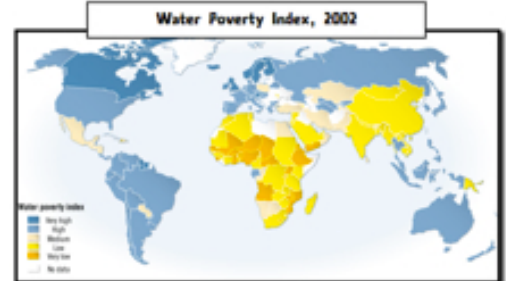 Water Poverty Index, 2002
Water poverty index
Very high
High
Medium
Low
Very low
No data